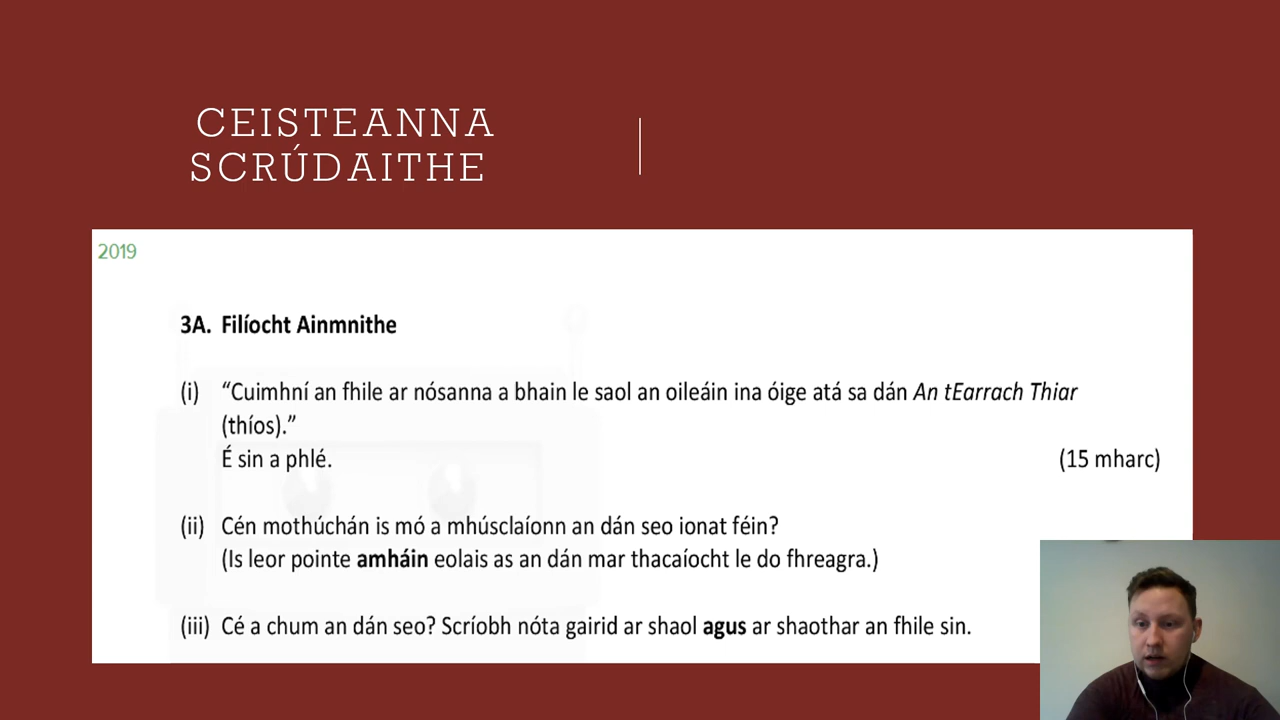 CEISTEANNA
SCRÚDAITHE
2019
3A. Filíocht Ainmnithe
(i) “Cuimhní an fhile ar nósanna a bhain le saol an oileáin ina óige atá sa dán An tEarrach Thiar
(thíos).”
É sin a phlé. (15 mharc)
(ii) Cén mothúchán is mó a mhúsclaíonn an dán seo ionat féin?
(Is leor pointe amháin eolais as an dán mar thacaíocht le do fhreagra.)
(iii) Cé a chum an dán seo? Scríobh nóta gairid ar shaol agus ar shaothar an fhile sin.